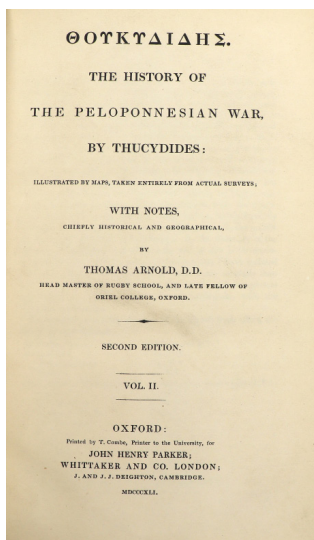 ΘΟΥΚΥΔΙΔΗΣ.
THE HISTORY OF
THE PELOPONNESIAN WAR,
BY THUCYDIDES:
ILLUSTRATED BY MAPS, TAKEN ENTIRELY FROM ACTUAL SURVEYS;
WITH NOTES,
CHIEFLY HISTORICAL AND GEOGRAPHICAL,
BY
THOMAS ARNOLD, D.D.
HEAD MASTER OF RUGBY SCHOOL, AND LATE FELLOW OF
ORIEL COLLEGE, OXFORD.
SECOND EDITION.
VOL. II.
OXFORD:
Printed by T. Combe, Printer to the University, for
JOHN HENRY PARKER;
WHITTAKER AND CO. LONDON;
J. AND J. J. DEIGHTON, CAMBRIDGE.
MDCCCXLI.